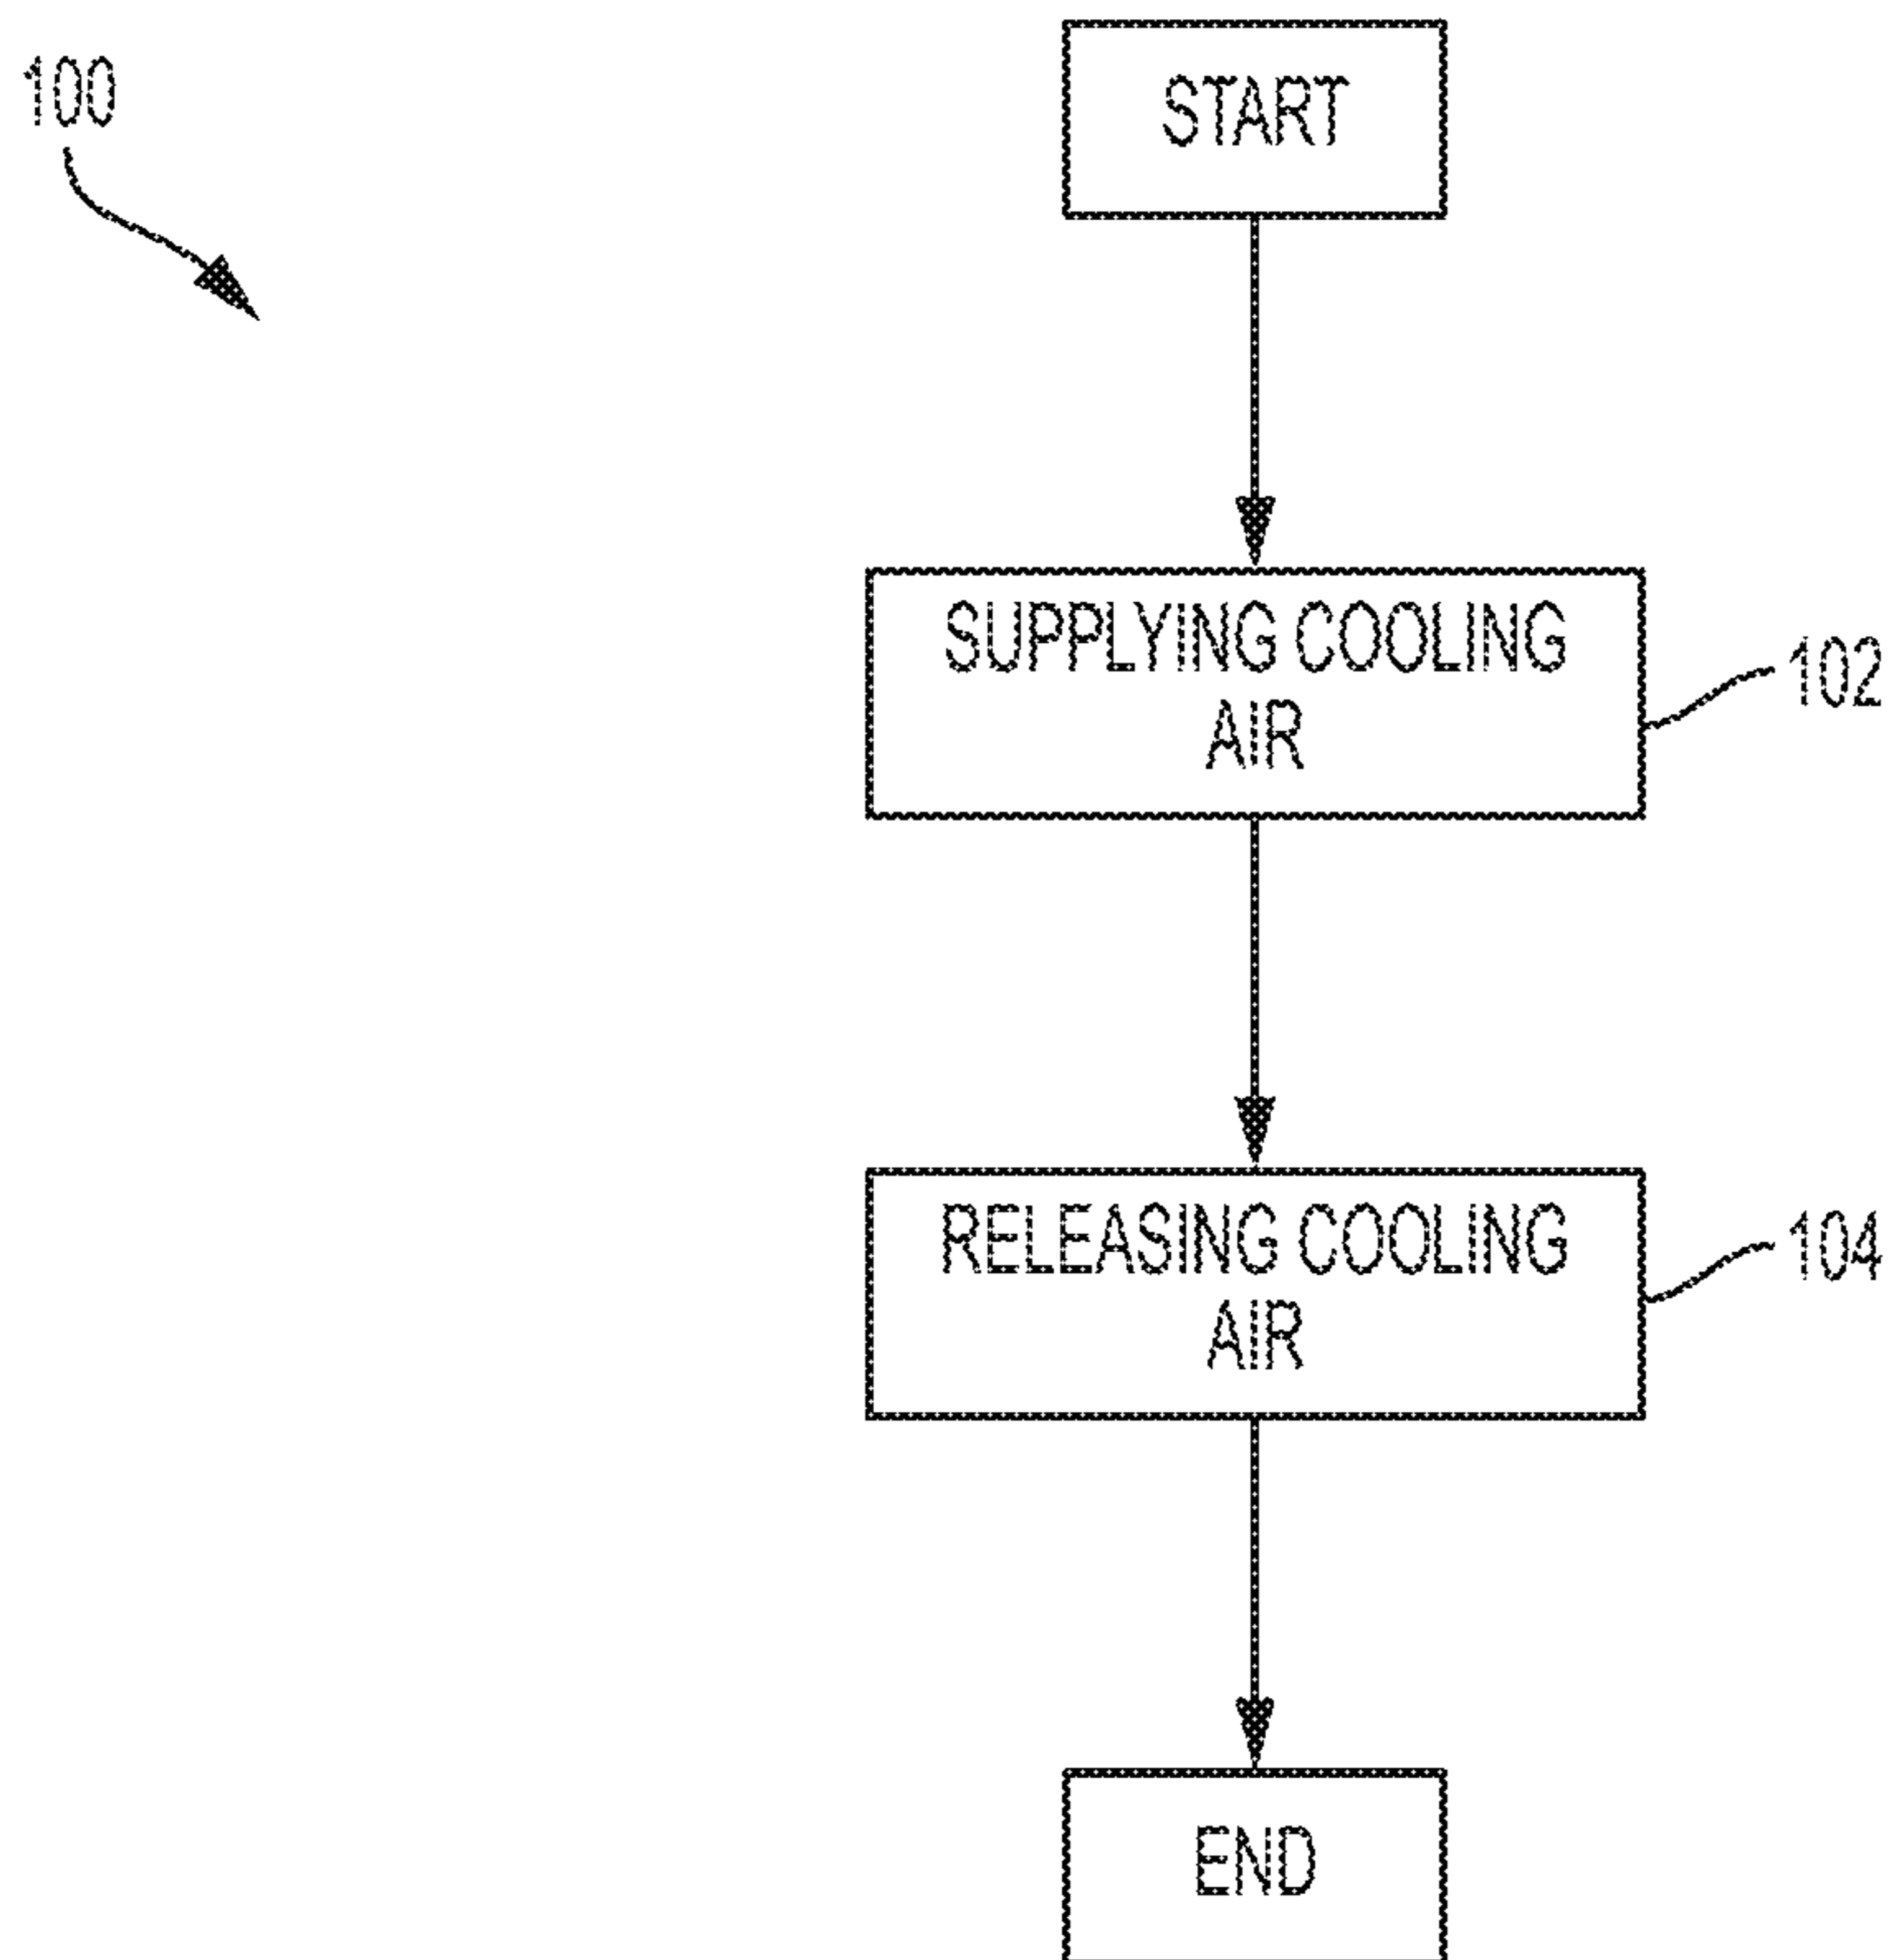 100
START
SUPPLYING COOLING
AIR
102
RELEASING COOLING
AIR
104
END